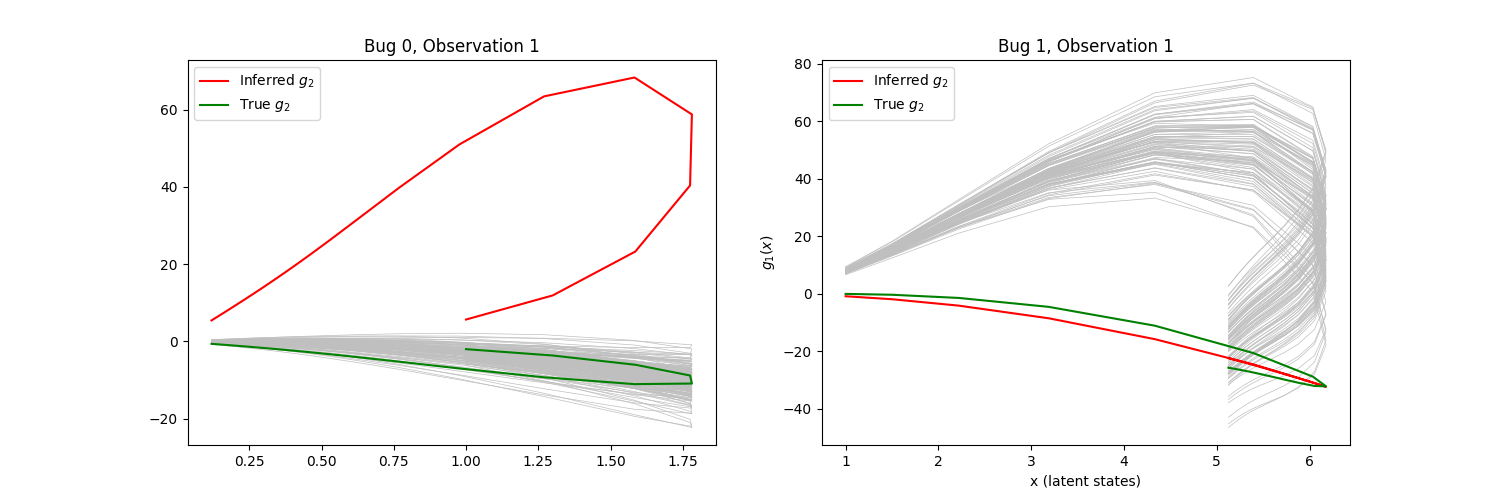 Bug 0, Observation 1
Inferred g₂
True g₂
60
40
20
0
−20
0.25 0.50 0.75 1.00 1.25 1.50 1.75
Bug 1, Observation 1
Inferred g₂
True g₂
80
60
40
20
0
−20
−40
g₁(x)
1 2 3 4 5 6
x (latent states)